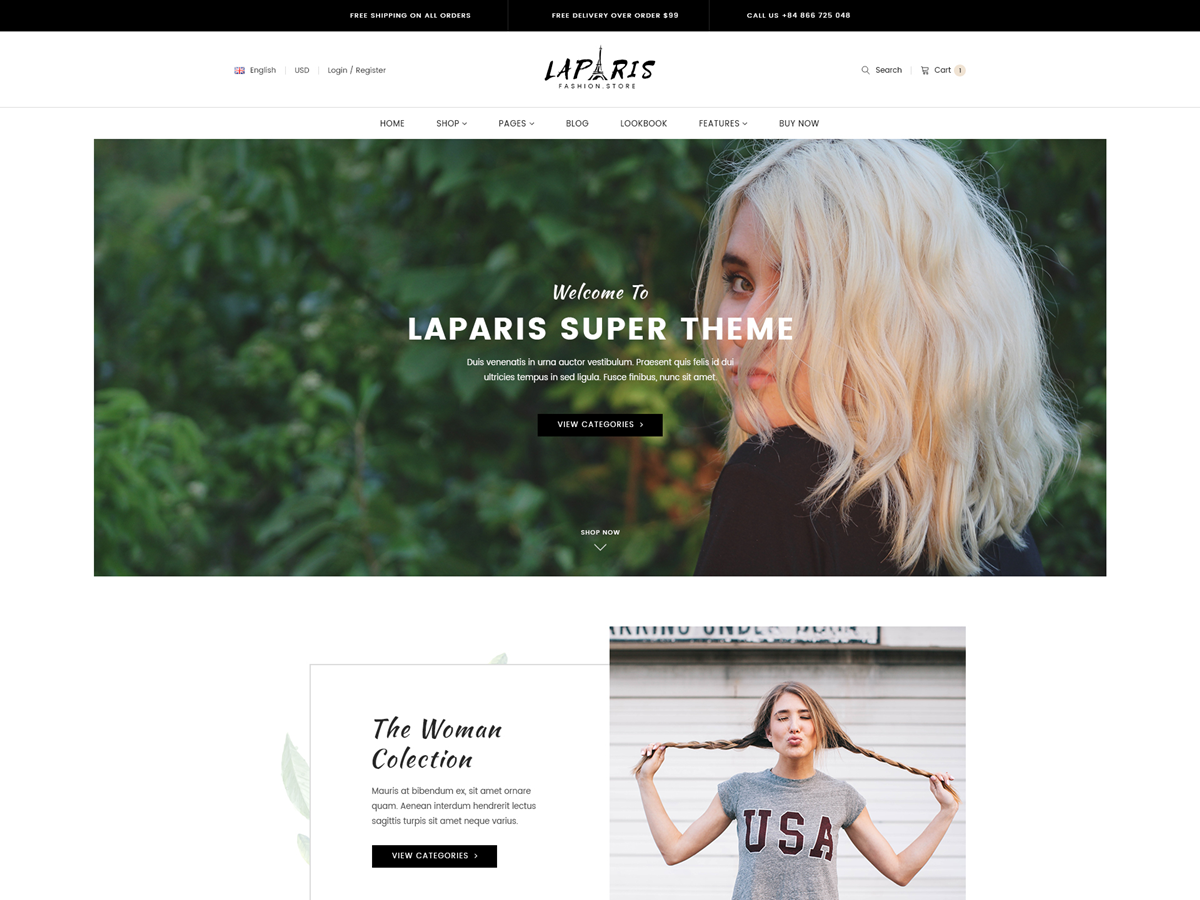 FREE SHIPPING ON ALL ORDERS
FREE DELIVERY OVER ORDER $99
CALL US +84 866 725 048
English
USD
Login / Register
LAPARIS
FASHION.STORE
Search
Cart 1
HOME
SHOP
PAGES
BLOG
LOOKBOOK
FEATURES
BUY NOW
Welcome To
LAPARIS SUPER THEME
Duis venenatis in urna auctor vestibulum. Praesent quis felis id dui
ultricies tempus in sed ligula. Fusce finibus, nunc sit amet.
VIEW CATEGORIES
SHOP NOW
The Woman
Colection
Mauris at bibendum ex, sit amet ornare
quam. Aenean interdum hendrerit lectus
sagittis turpis sit amet neque varius.
VIEW CATEGORIES
USA